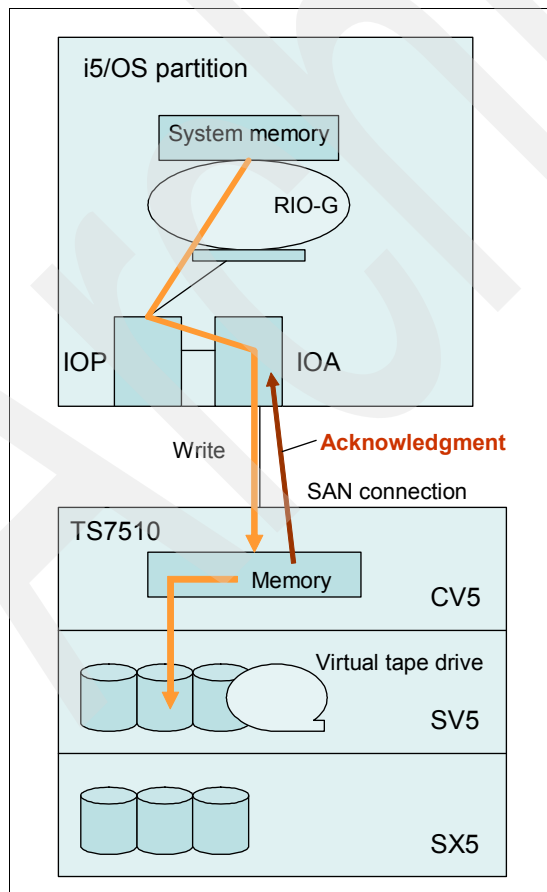 i5/OS partition
System memory
RIO-G
IOP
IOA
Write
Acknowledgment
SAN connection
TS7510
Memory
CV5
Virtual tape drive
SV5
SX5